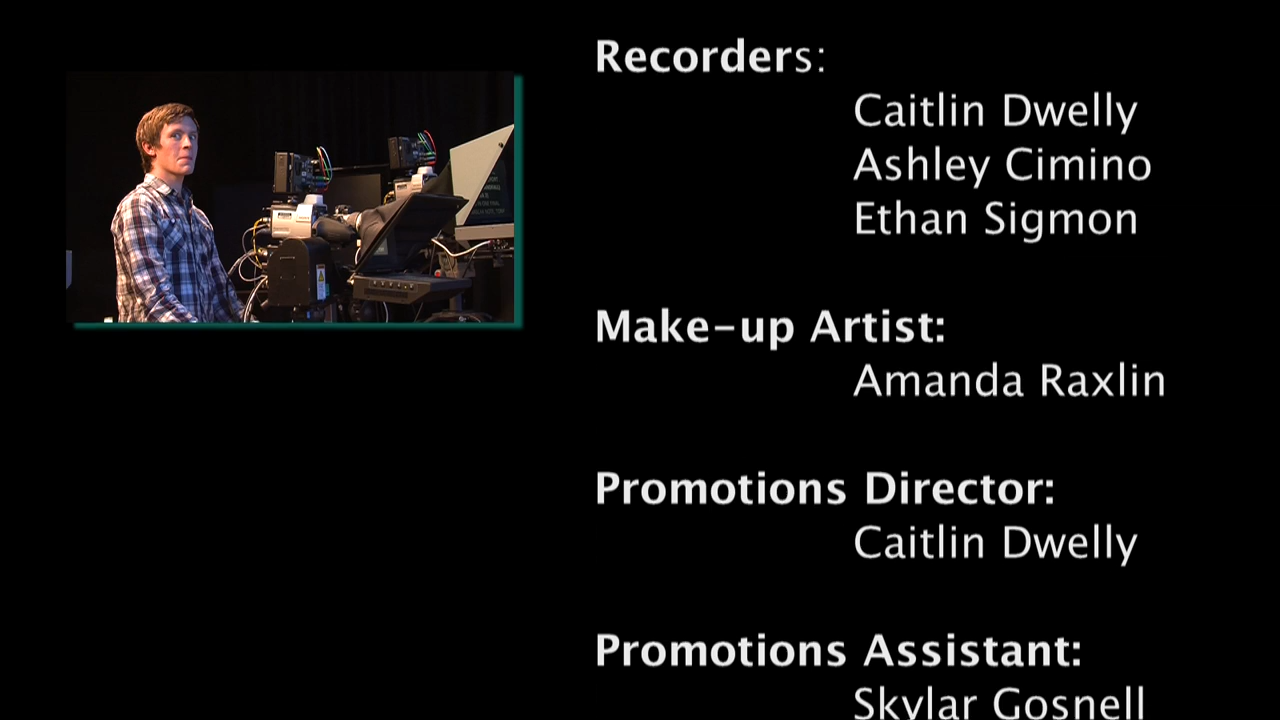 Recorders:
Caitlin Dwelly
Ashley Cimino
Ethan Sigmon
Make-up Artist:
Amanda Raxlin
Promotions Director:
Caitlin Dwelly
Promotions Assistant:
Skylar Gosnell